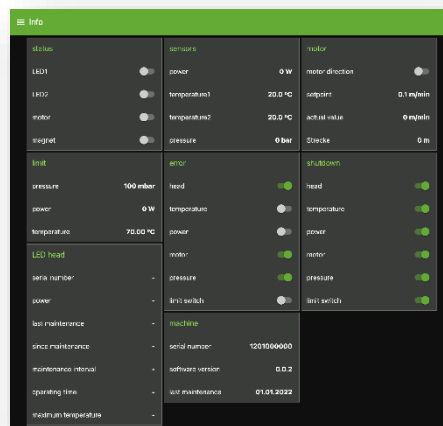 Info
status
LED1
LED2
motor
magnet
sensors
power 0 W
temperature1 20.0 °C
temperature2 20.0 °C
pressure 0 bar
motor
motor direction
setpoint 0.1 m/min
actual value 0 m/min
Strecke 0 m
limit
pressure 100 mbar
power 0 W
temperature 70.00 °C
error
head
temperature
power
motor
pressure
limit switch
shutdown
head
temperature
power
motor
pressure
limit switch
LED head
serial number -
power -
last maintenance -
since maintenance -
maintenance interval -
operating time -
maximum temperature -
machine
serial number 1201000000
software version 0.0.2
last maintenance 01.01.2022